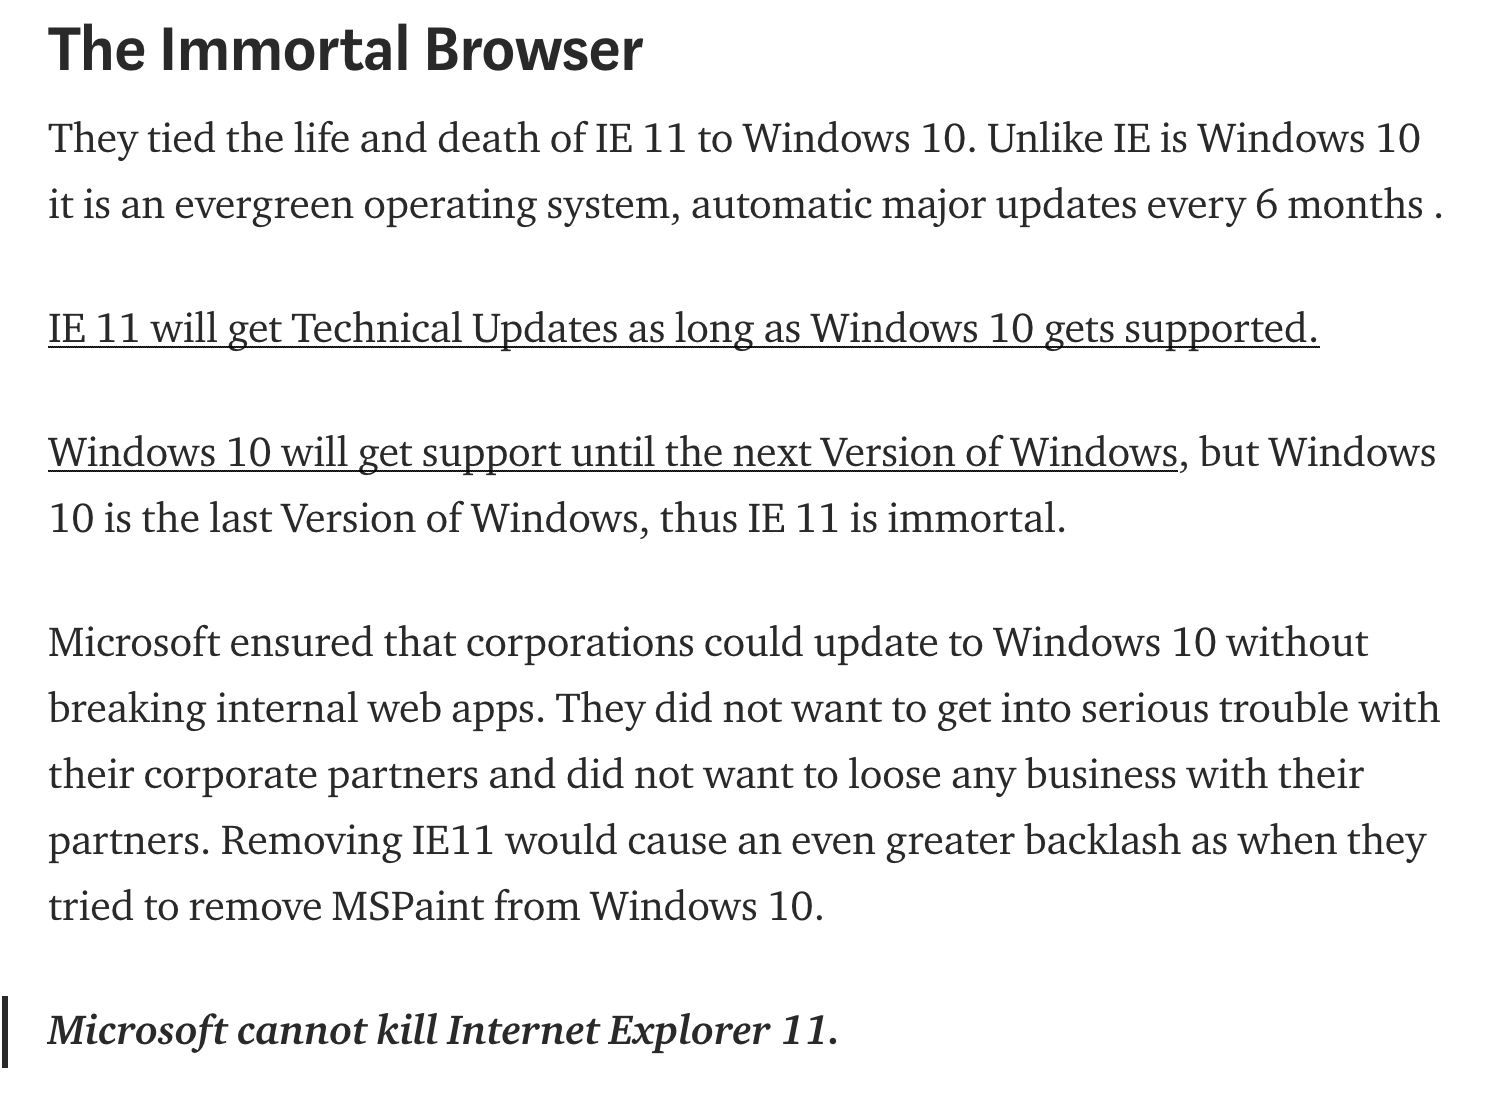 The Immortal Browser
They tied the life and death of IE 11 to Windows 10. Unlike IE is Windows 10
it is an evergreen operating system, automatic major updates every 6 months .
IE 11 will get Technical Updates as long as Windows 10 gets supported.
Windows 10 will get support until the next Version of Windows, but Windows
10 is the last Version of Windows, thus IE 11 is immortal.
Microsoft ensured that corporations could update to Windows 10 without
breaking internal web apps. They did not want to get into serious trouble with
their corporate partners and did not want to loose any business with their
partners. Removing IE11 would cause an even greater backlash as when they
tried to remove MSPaint from Windows 10.
Microsoft cannot kill Internet Explorer 11.